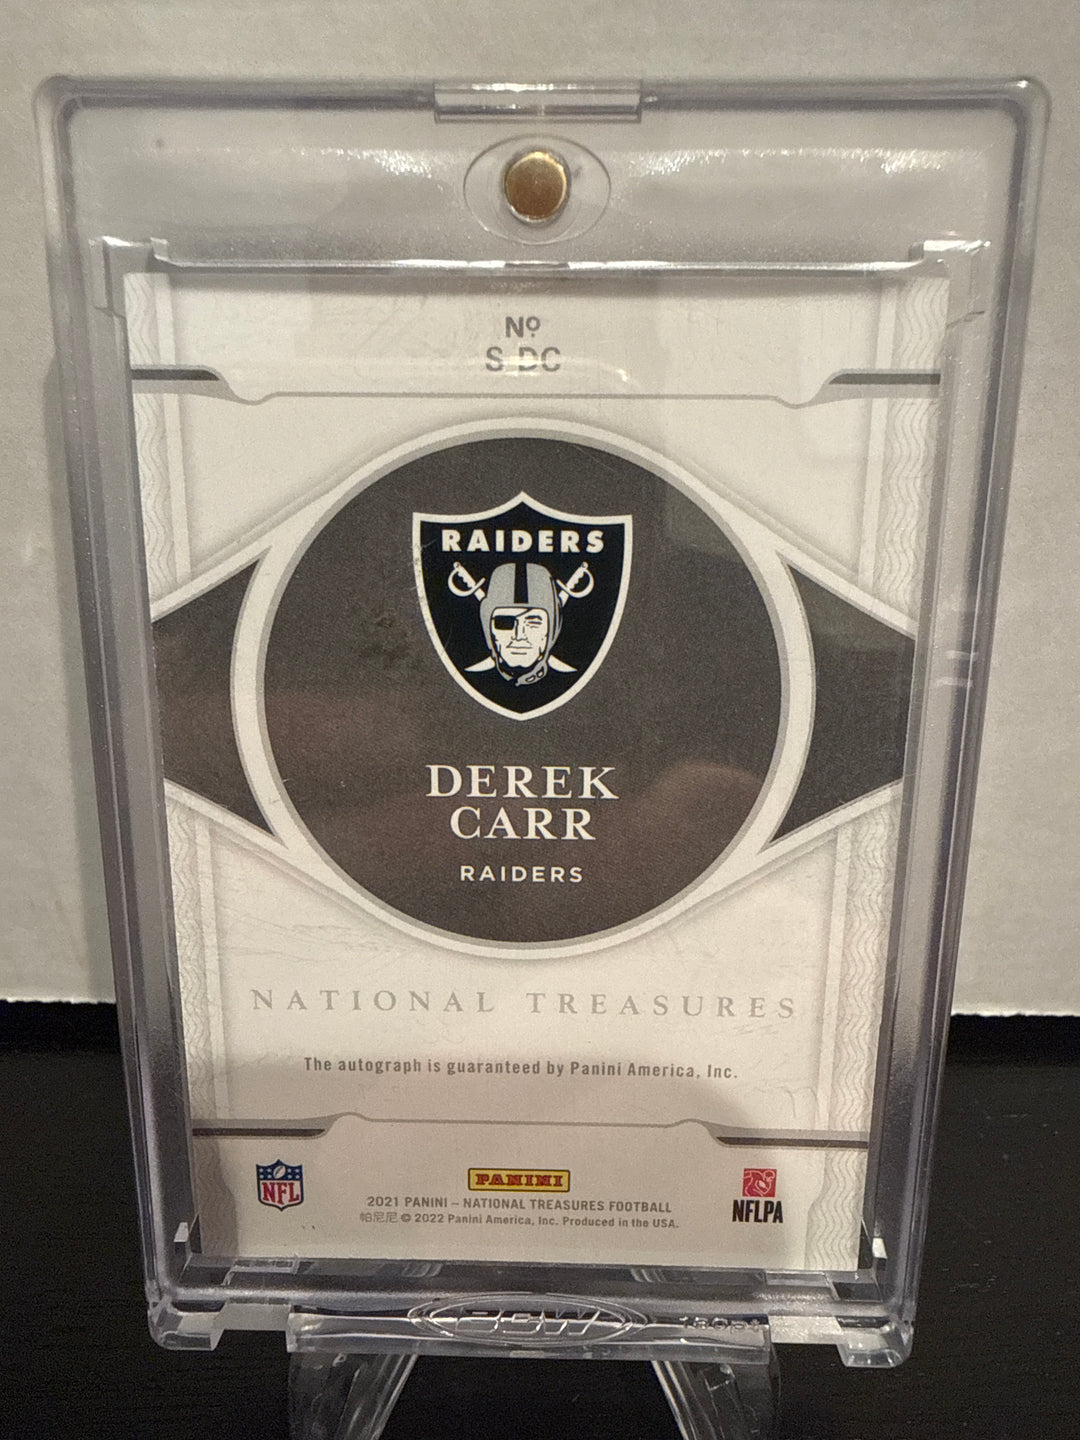 Nº
S-DC
RAIDERS
DEREK
CARR
RAIDERS
NATIONAL TREASURES
The autograph is guaranteed by Panini America, Inc.
NFL
PANINI
2021 PANINI – NATIONAL TREASURES FOOTBALL
帕尼尼 © 2022 Panini America, Inc. Produced in the USA.
NFLPA
BCW